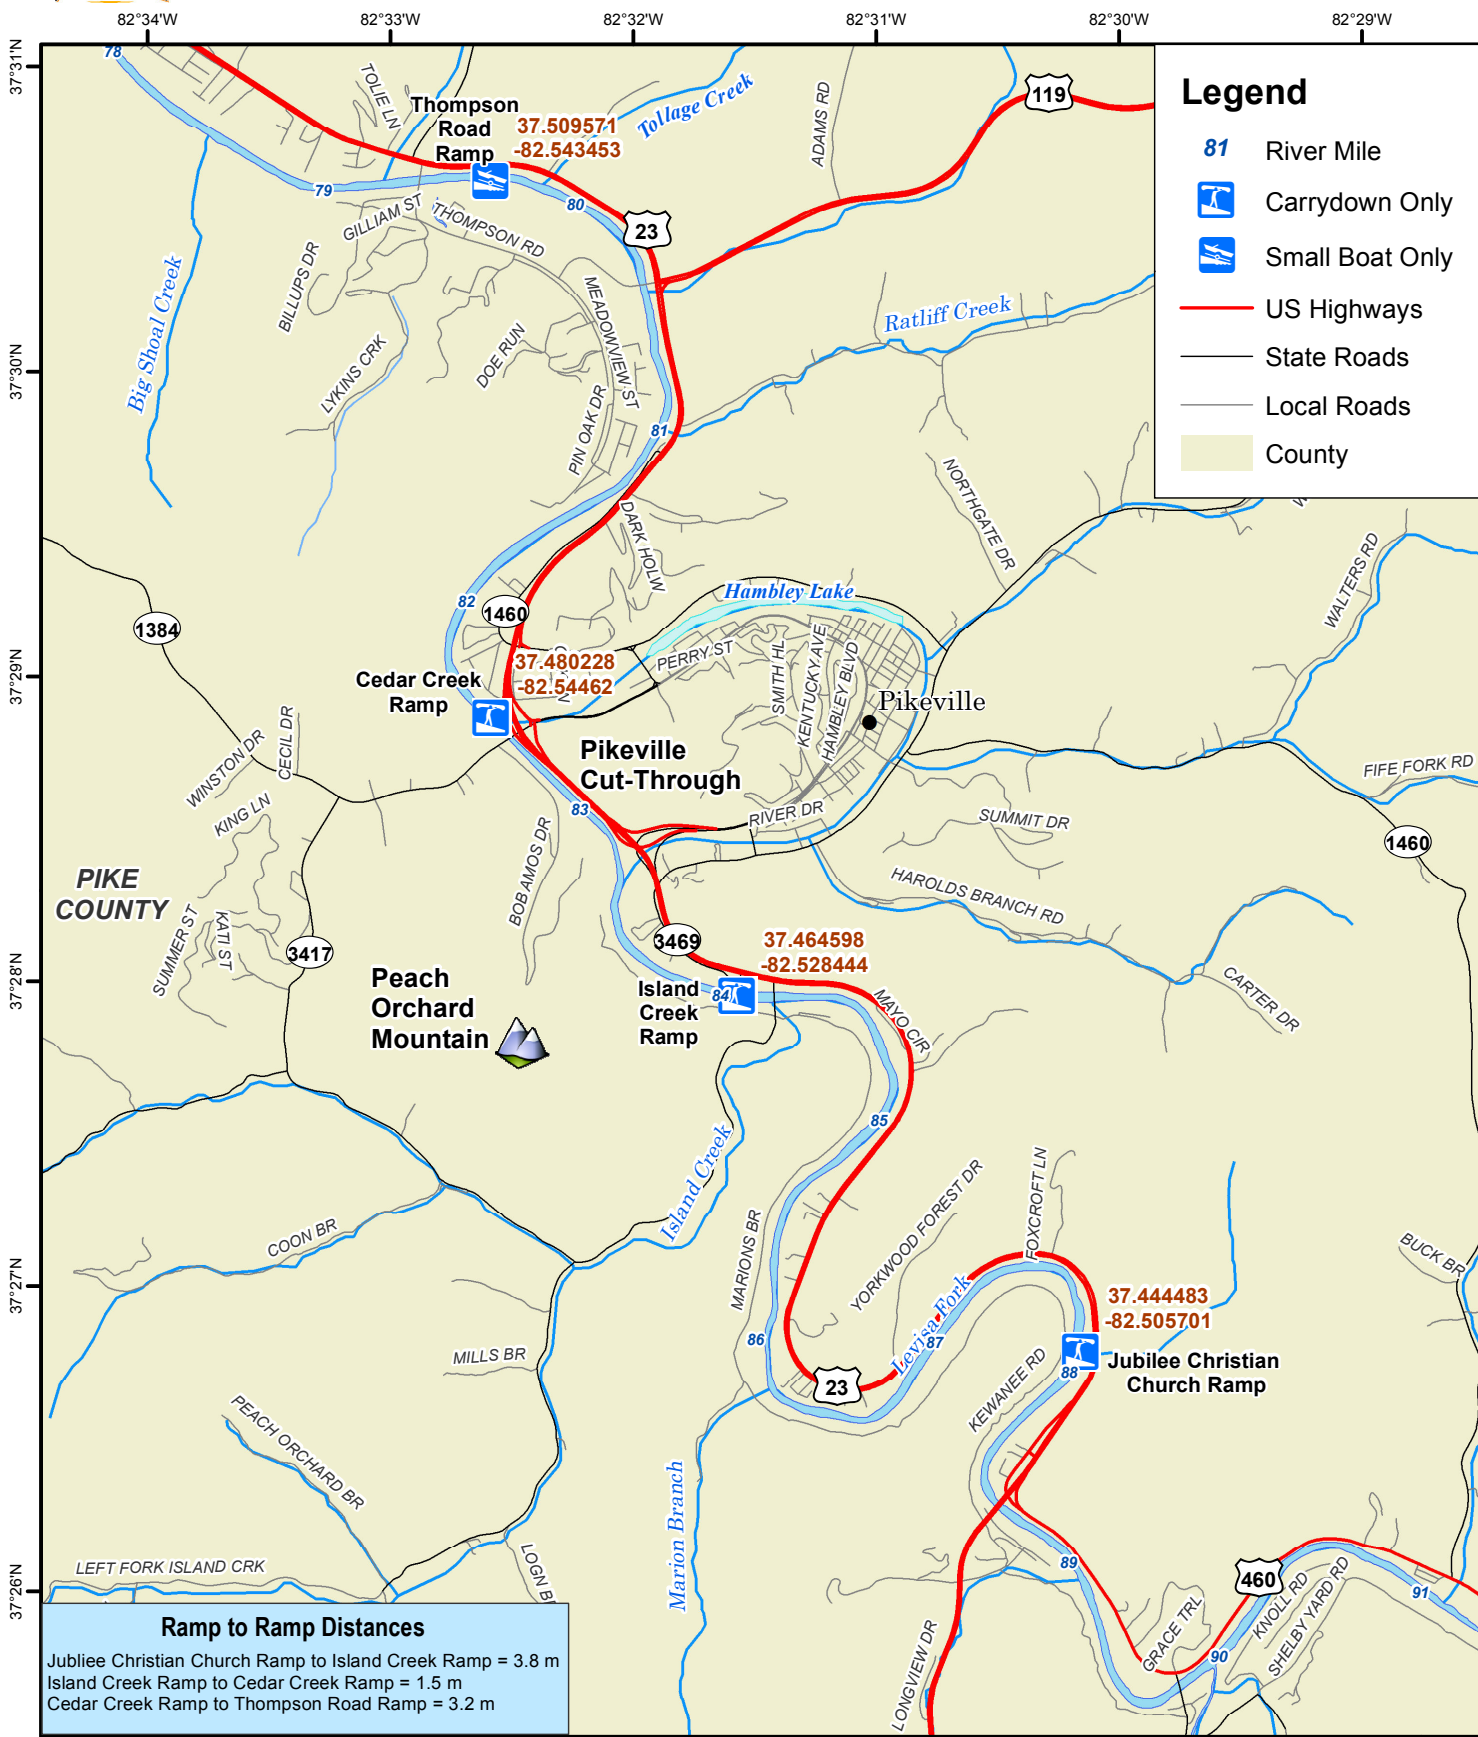 82°34'W
82°33'W
82°32'W
82°31'W
82°30'W
82°29'W
37°31'N
37°30'N
37°29'N
37°28'N
37°27'N
37°26'N
Legend
81 River Mile
Carrydown Only
Small Boat Only
US Highways
State Roads
Local Roads
County
78
TOLIE LN
Thompson
Road
Ramp
37.509571
-82.543453
Tollage Creek
ADAMS RD
119
79
80
GILLIAM ST
THOMPSON RD
23
BILLUPS DR
Big Shoal Creek
MEADOWVIEW ST
Ratliff Creek
LYKINS CRK
DOE RUN
PIN OAK DR
81
NORTHGATE DR
DARK HOLW
WALTERS RD
82
1460
Hambley Lake
1384
37.480228
-82.54462
PERRY ST
SMITH HL
KENTUCKY AVE
HAMBLEY BLVD
Pikeville
Cedar Creek
Ramp
WINSTON DR
CECIL DR
KING LN
Pikeville
Cut-Through
83
RIVER DR
SUMMIT DR
FIFE FORK RD
1460
BOB AMOS DR
PIKE
COUNTY
HAROLDS BRANCH RD
SUMMER ST
KATI ST
3417
3469
37.464598
-82.528444
CARTER DR
Peach
Orchard
Mountain
Island
Creek
Ramp
84
MAYO CIR
85
Island Creek
FOXCROFT LN
YORKWOOD FOREST DR
COON BR
MARIONS BR
BUCK BR
Levisa Fork
37.444483
-82.505701
86
87
Jubilee Christian
Church Ramp
88
KEWANEE RD
23
MILLS BR
PEACH ORCHARD BR
Marion Branch
89
LEFT FORK ISLAND CRK
460
KNOLL RD
SHELBY YARD RD
91
GRACE TRL
90
LONGVIEW DR
Ramp to Ramp Distances
Jubliee Christian Church Ramp to Island Creek Ramp = 3.8 m
Island Creek Ramp to Cedar Creek Ramp = 1.5 m
Cedar Creek Ramp to Thompson Road Ramp = 3.2 m